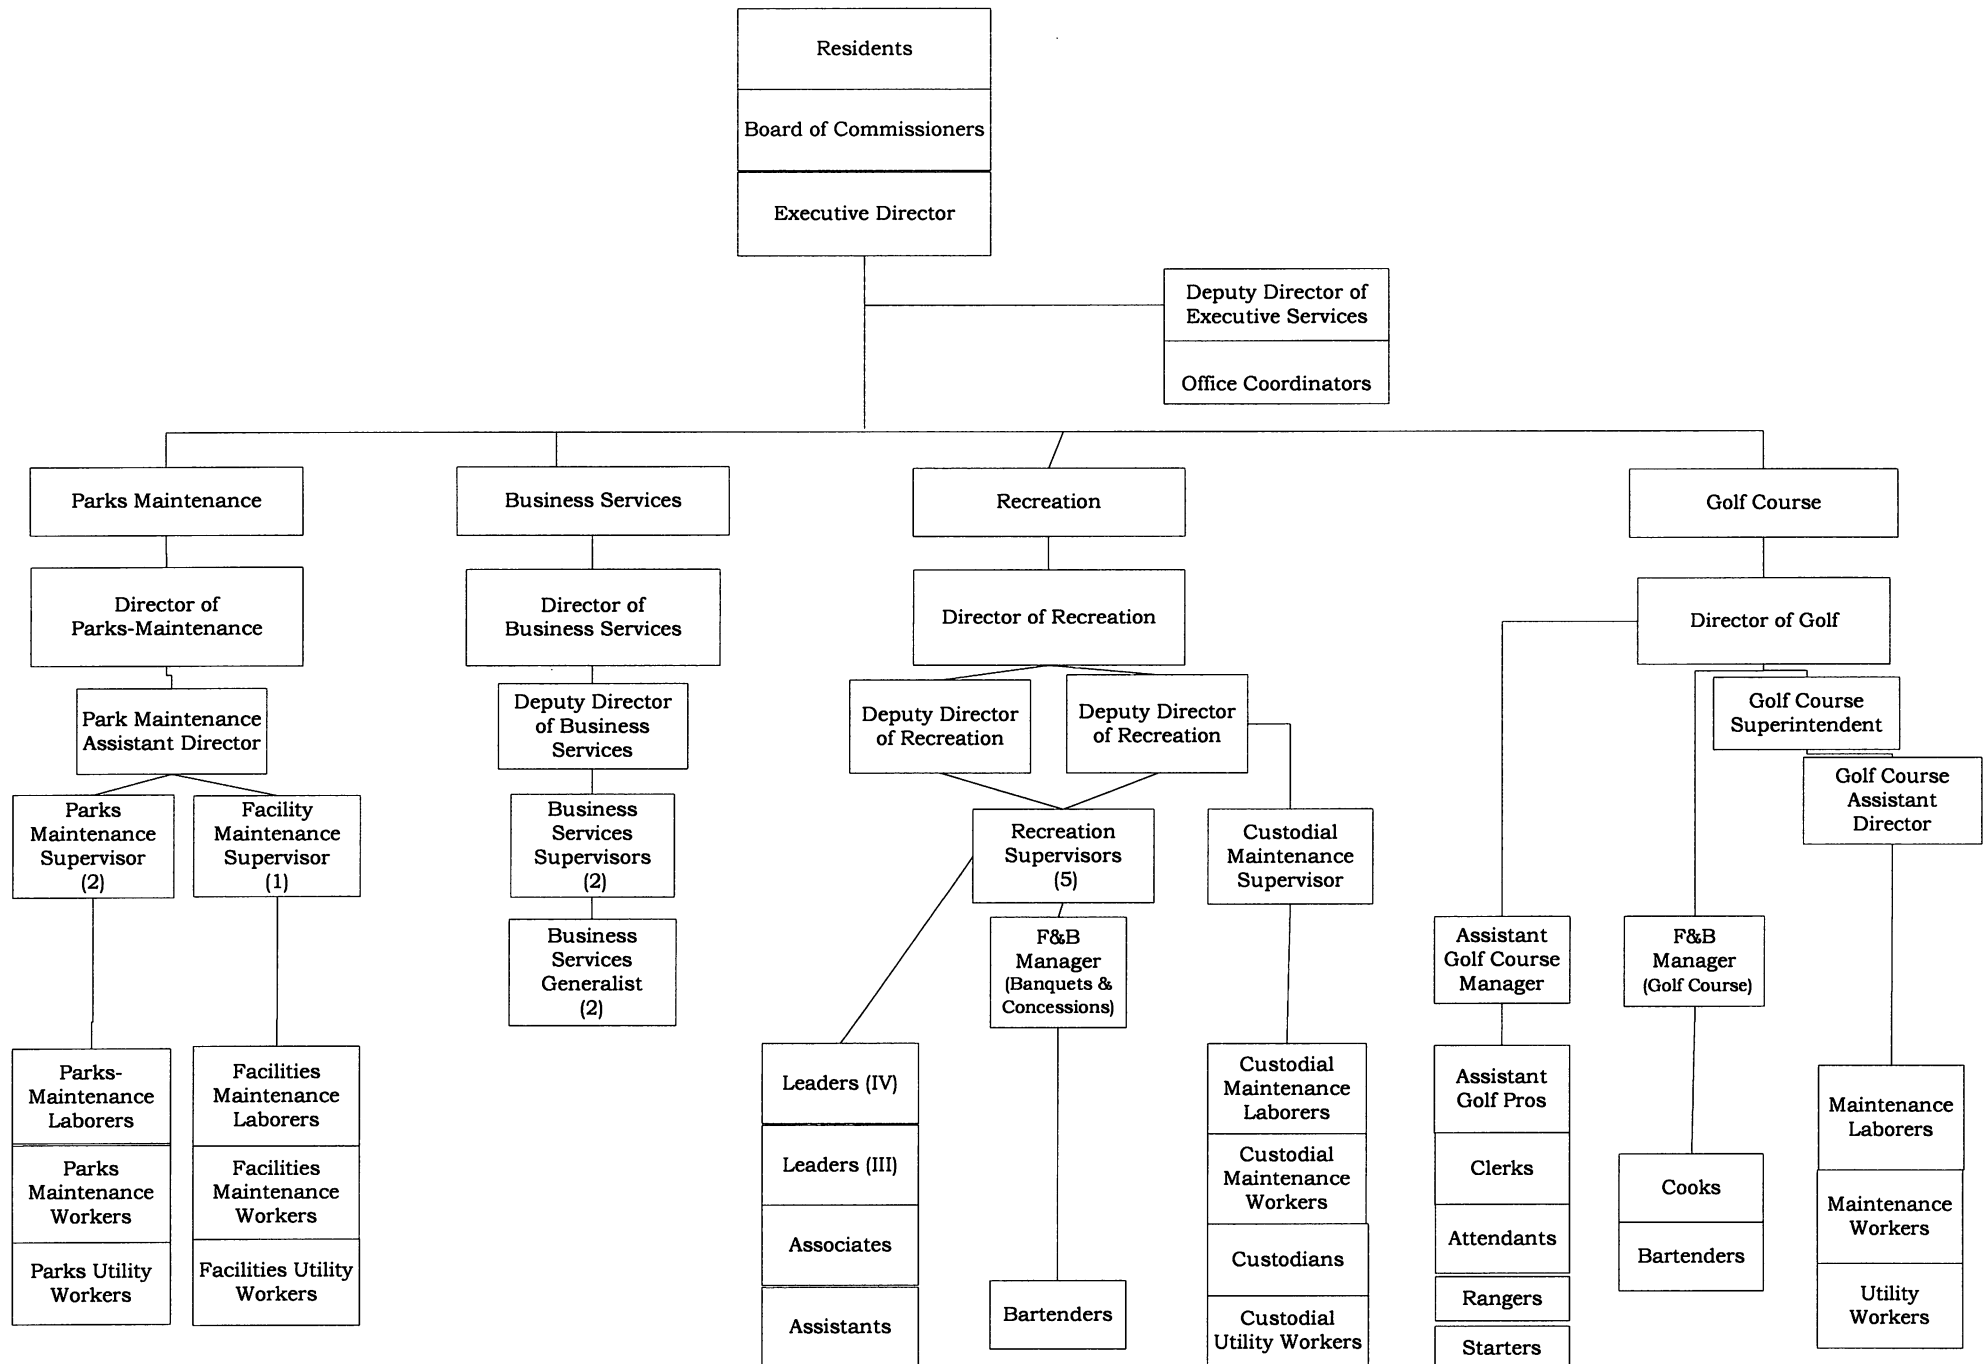 Residents
Board of Commissioners
Executive Director
Deputy Director of
Executive Services
Office Coordinators
Parks Maintenance
Business Services
Recreation
Golf Course
Director of
Parks-Maintenance
Director of
Business Services
Director of Recreation
Director of Golf
Park Maintenance
Assistant Director
Deputy Director
of Business
Services
Deputy Director
of Recreation
Deputy Director
of Recreation
Golf Course
Superintendent
Golf Course
Assistant
Director
Parks
Maintenance
Supervisor
(2)
Facility
Maintenance
Supervisor
(1)
Business
Services
Supervisors
(2)
Recreation
Supervisors
(5)
Custodial
Maintenance
Supervisor
Business
Services
Generalist
(2)
F&B
Manager
(Banquets &
Concessions)
Assistant
Golf Course
Manager
F&B
Manager
(Golf Course)
Parks-
Maintenance
Laborers
Parks
Maintenance
Workers
Parks Utility
Workers
Facilities
Maintenance
Laborers
Facilities
Maintenance
Workers
Facilities Utility
Workers
Leaders (IV)
Leaders (III)
Associates
Assistants
Bartenders
Custodial
Maintenance
Laborers
Custodial
Maintenance
Workers
Custodians
Custodial
Utility Workers
Assistant
Golf Pros
Clerks
Attendants
Rangers
Starters
Cooks
Bartenders
Maintenance
Laborers
Maintenance
Workers
Utility
Workers